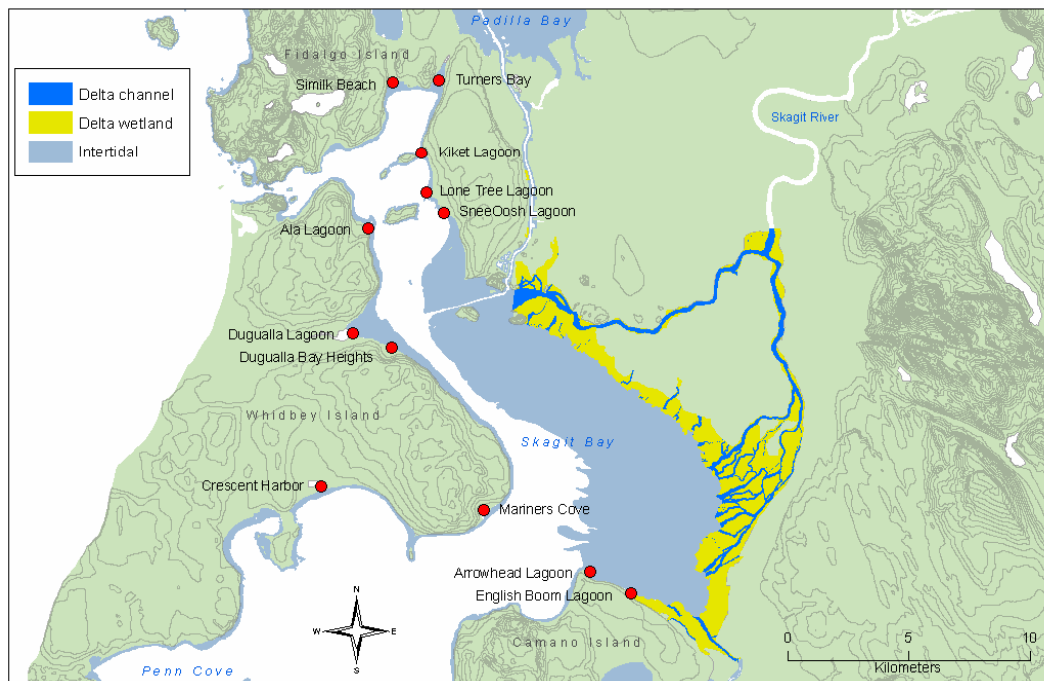 Padilla Bay
Fidalgo Island
Similk Beach
Turners Bay
Delta channel
Delta wetland
Intertidal
Skagit River
Kiket Lagoon
Lone Tree Lagoon
SneeOosh Lagoon
Ala Lagoon
Dugualla Lagoon
Dugualla Bay Heights
Whidbey Island
Skagit Bay
Crescent Harbor
Mariners Cove
Arrowhead Lagoon
English Boom Lagoon
N
W E
S
Camano Island
0 5 10
Kilometers
Penn Cove